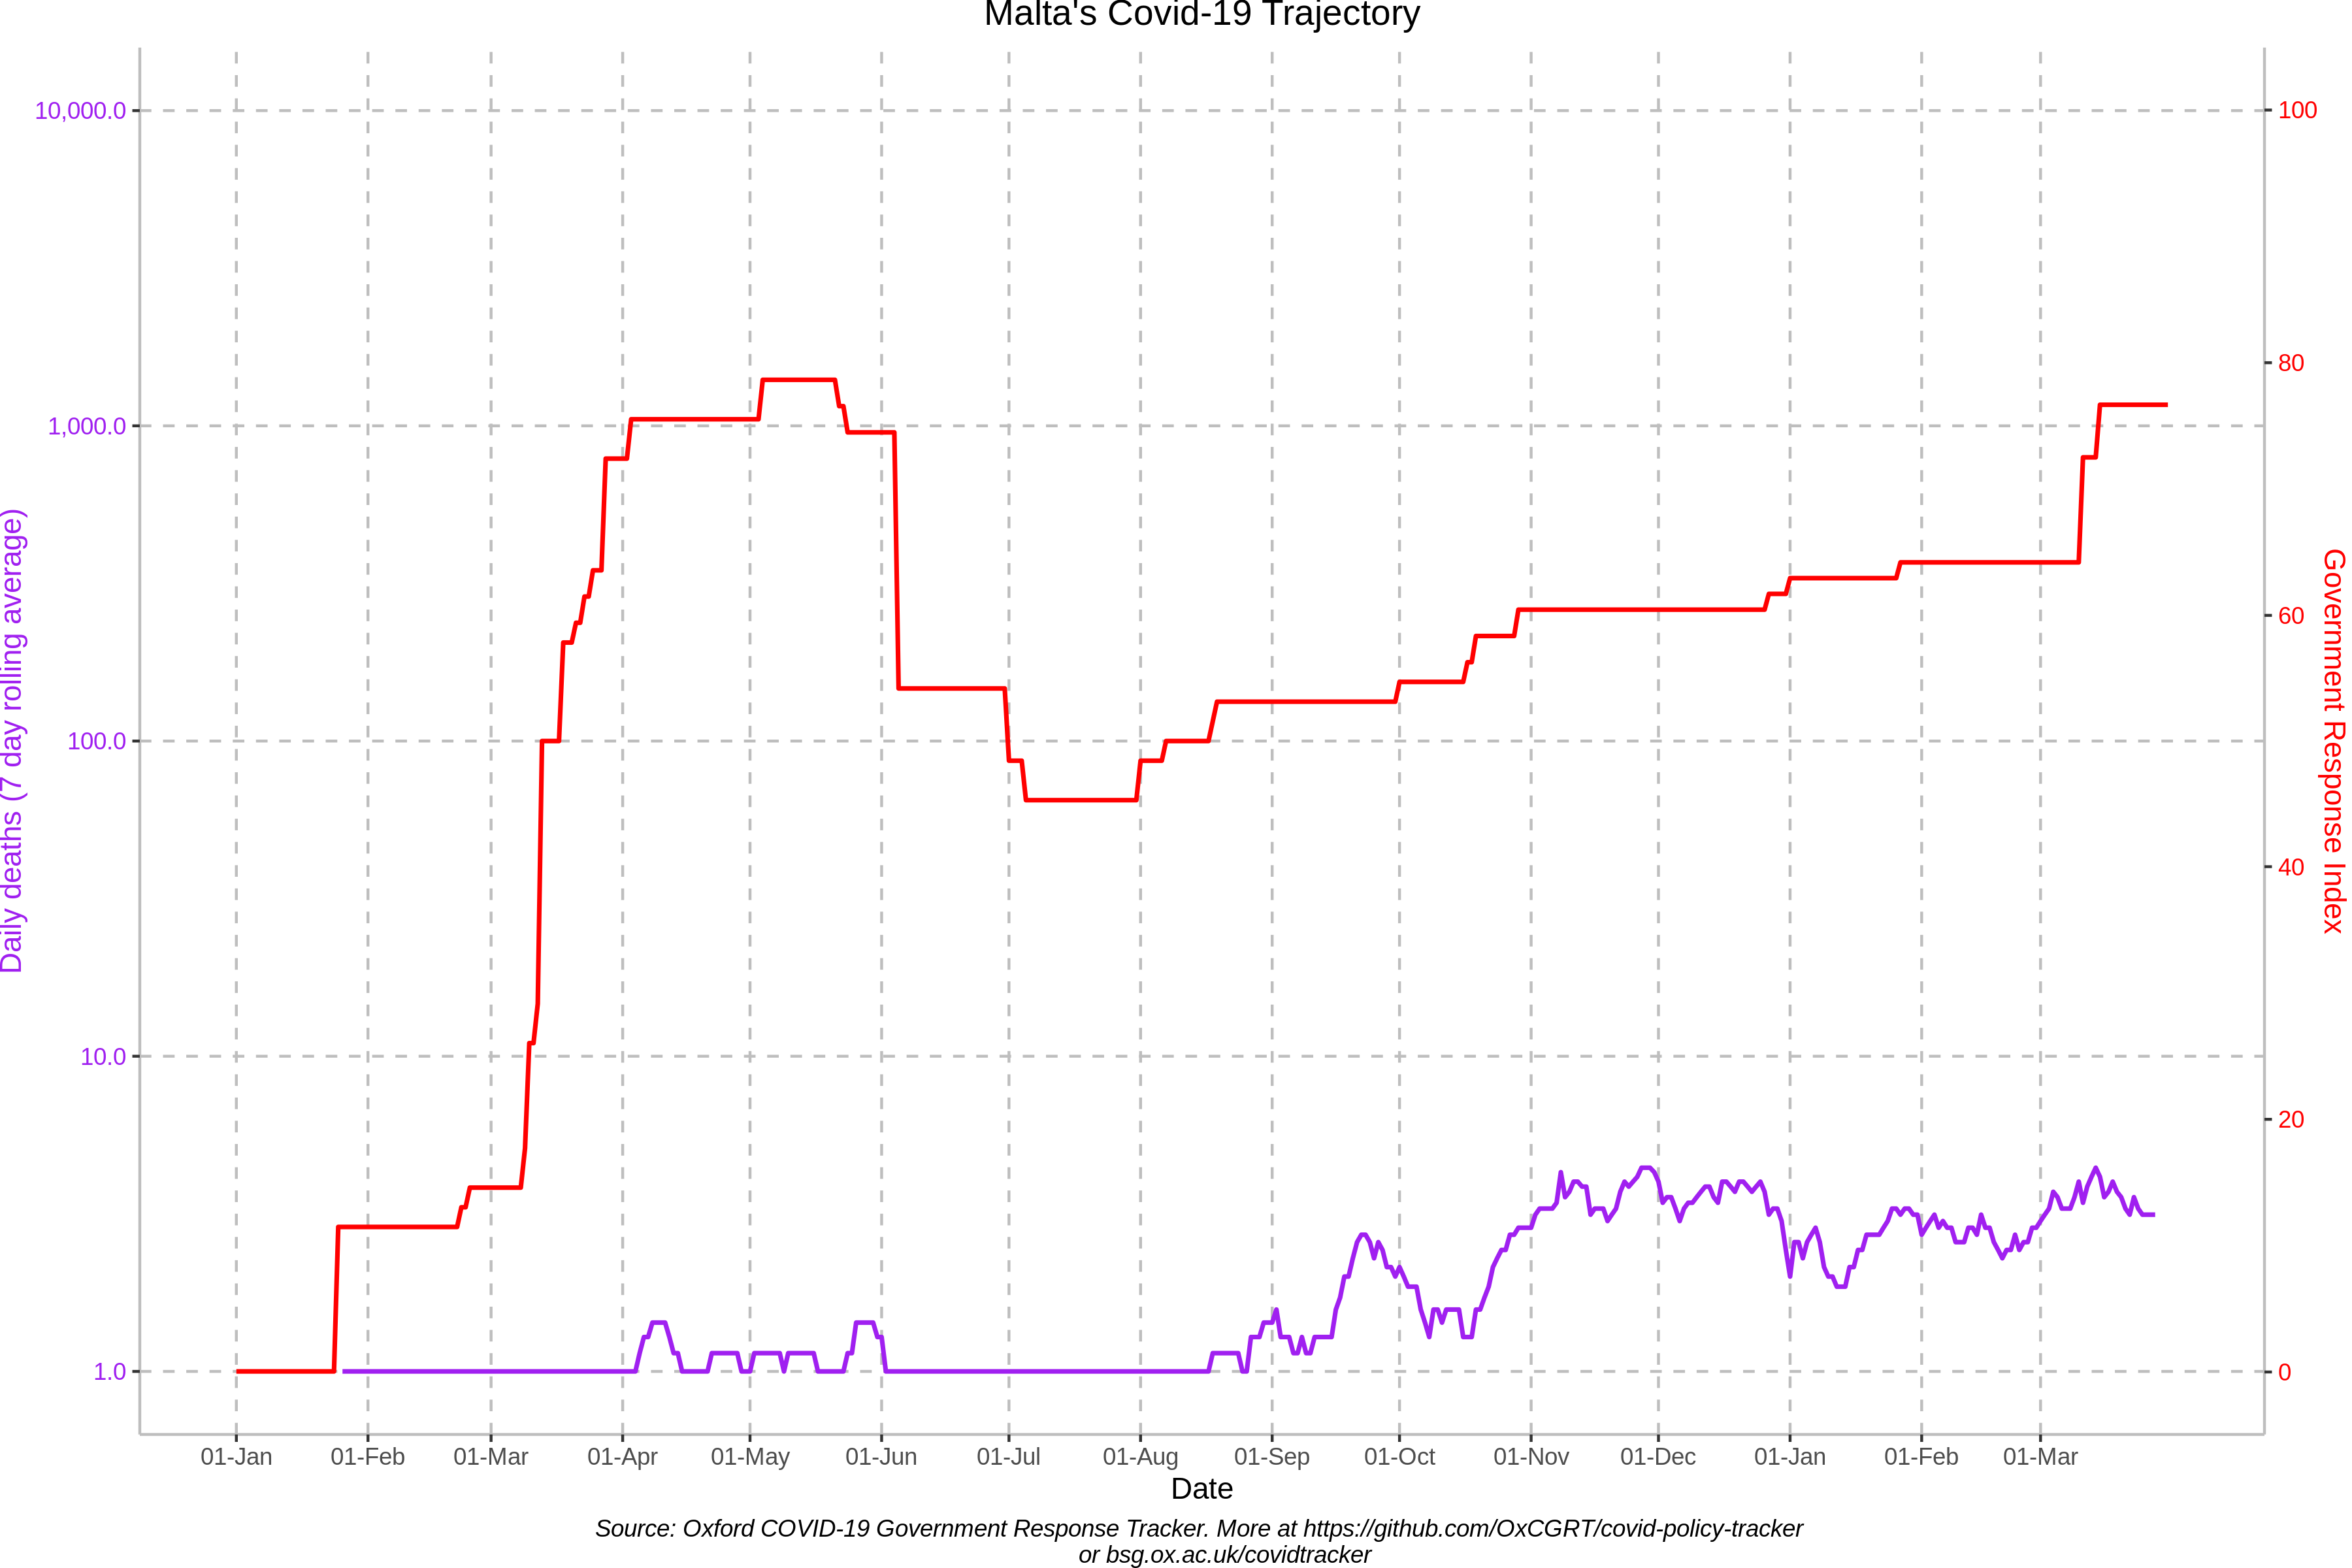 Malta's Covid-19 Trajectory
10,000.0
1,000.0
100.0
10.0
1.0
Daily deaths (7 day rolling average)
100
80
60
40
20
0
Government Response Index
01-Jan 01-Feb 01-Mar 01-Apr 01-May 01-Jun 01-Jul 01-Aug 01-Sep 01-Oct 01-Nov 01-Dec 01-Jan 01-Feb 01-Mar
Date
Source: Oxford COVID-19 Government Response Tracker. More at https://github.com/OxCGRT/covid-policy-tracker
or bsg.ox.ac.uk/covidtracker